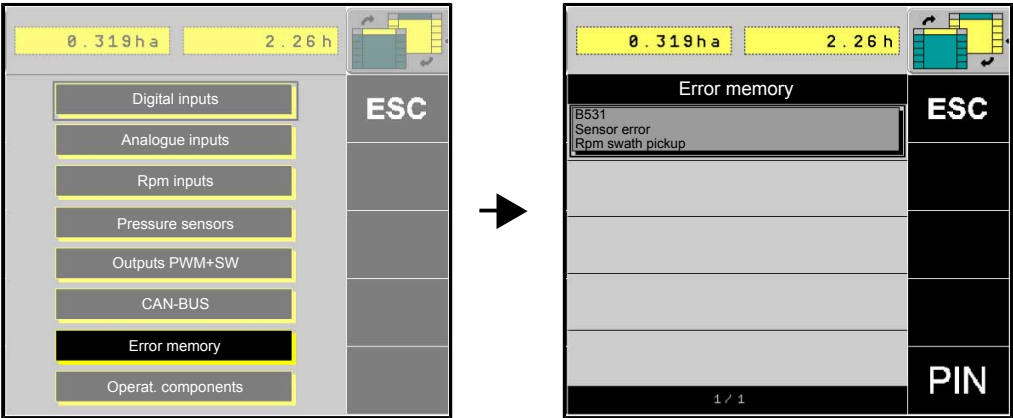 0.319ha 2.26h
Digital inputs
ESC
Analogue inputs
Rpm inputs
Pressure sensors
Outputs PWM+SW
CAN-BUS
Error memory
Operat. components
0.319ha 2.26h
Error memory
ESC
B531
Sensor error
Rpm swath pickup
PIN
1/1